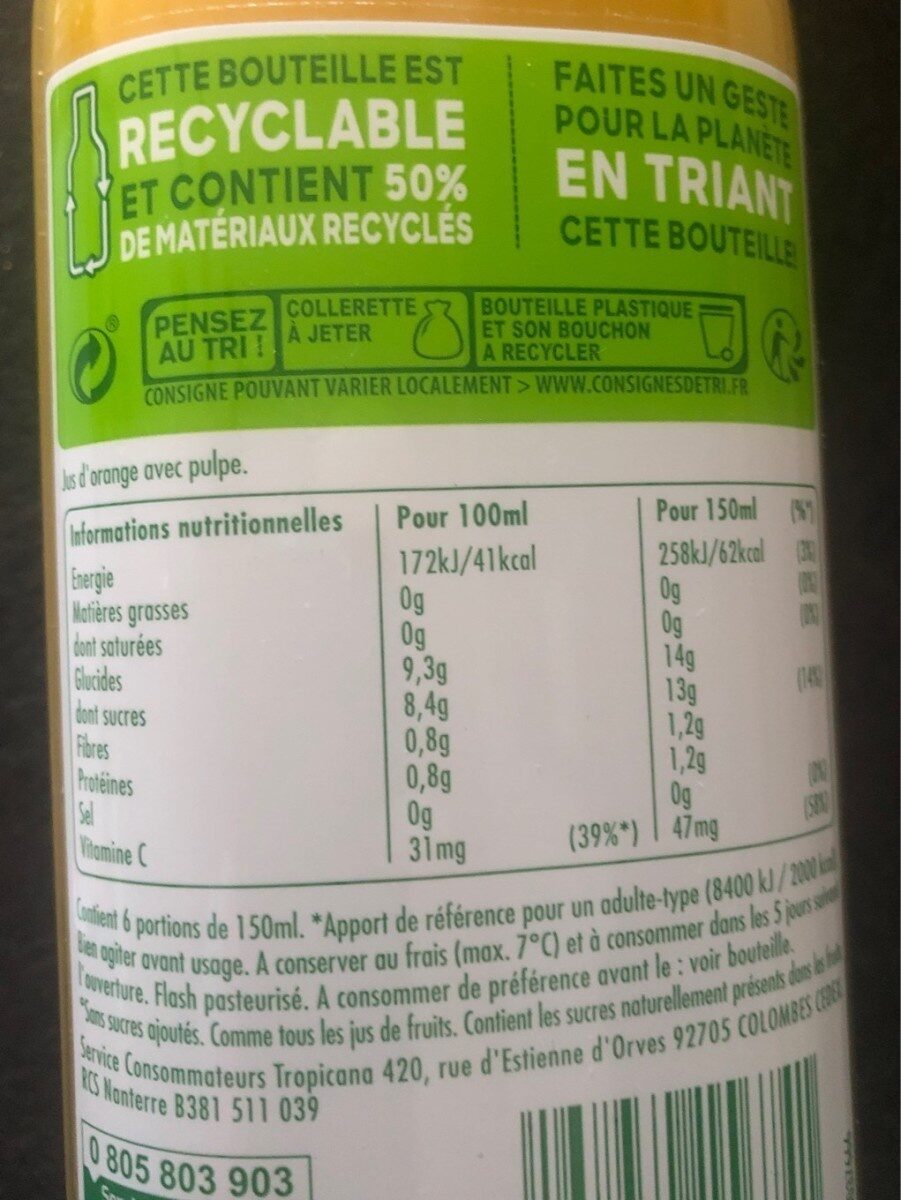 CETTE BOUTEILLE EST
RECYCLABLE
ET CONTIENT 50%
DE MATÉRIAUX RECYCLÉS
FAITES UN GESTE
POUR LA PLANÈTE
EN TRIANT
CETTE BOUTEILLE!
PENSEZ
AU TRI !
COLLERETTE
À JETER
BOUTEILLE PLASTIQUE
ET SON BOUCHON
A RECYCLER
CONSIGNE POUVANT VARIER LOCALEMENT > WWW.CONSIGNESDETRI.FR
Jus d'orange avec pulpe.
Informations nutritionnelles Pour 100ml Pour 150ml (%*)
Energie 172kJ/41kcal 258kJ/62kcal (3%)
Matières grasses 0g 0g (0%)
dont saturées 0g 0g (0%)
Glucides 9,3g 14g
dont sucres 8,4g 13g (14%)
Fibres 0,8g 1,2g
Protéines 0,8g 1,2g
Sel 0g 0g (0%)
Vitamine C 31mg (39%*) 47mg (58%)
Contient 6 portions de 150ml. *Apport de référence pour un adulte-type (8400 kJ / 2000 kcal)
Bien agiter avant usage. A conserver au frais (max. 7°C) et à consommer dans les 5 jours suivant
l'ouverture. Flash pasteurisé. A consommer de préférence avant le : voir bouteille.
°Sans sucres ajoutés. Comme tous les jus de fruits. Contient les sucres naturellement présents dans les fruits.
Service Consommateurs Tropicana 420, rue d'Estienne d'Orves 92705 COLOMBES CEDEX
RCS Nanterre B381 511 039
0 805 803 903